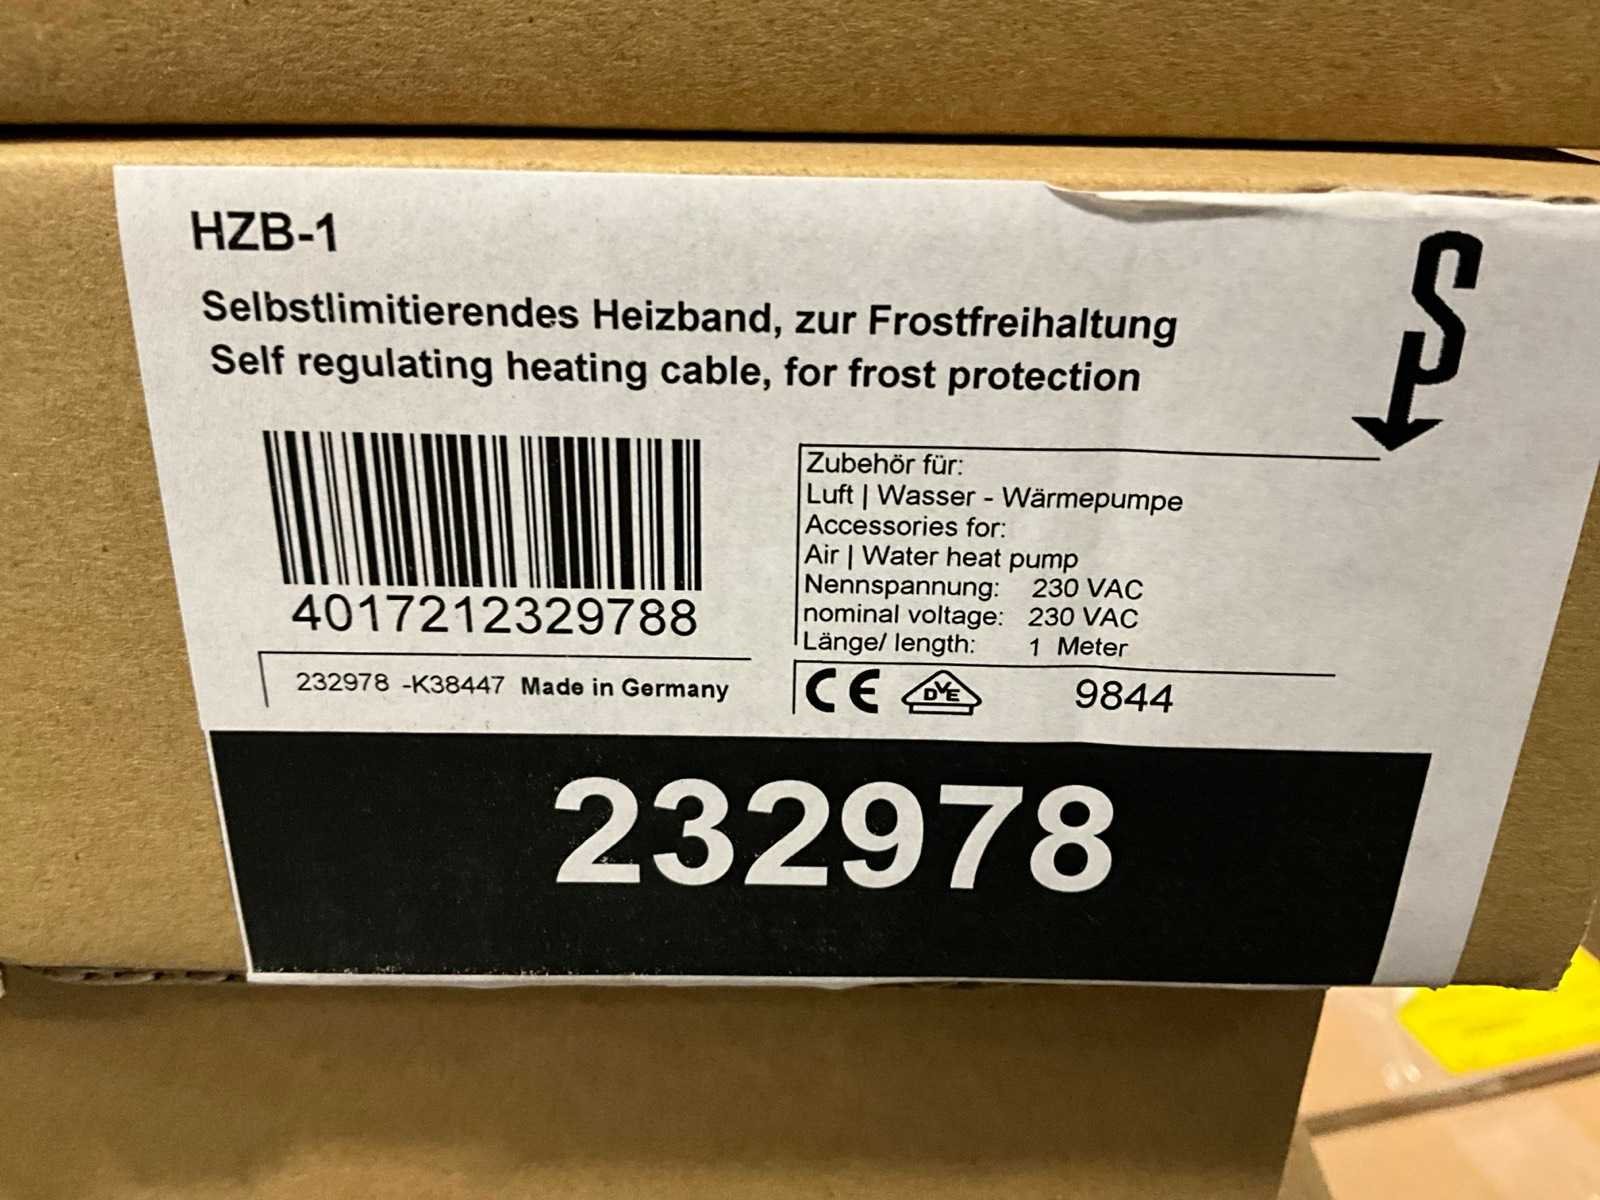 HZB-1
Selbstlimitierendes Heizband, zur Frostfreihaltung
Self regulating heating cable, for frost protection
4017212329788
232978 -K38447 Made in Germany
Zubehör für:
Luft | Wasser - Wärmepumpe
Accessories for:
Air | Water heat pump
Nennspannung: 230 VAC
nominal voltage: 230 VAC
Länge/ length: 1 Meter
CE DVE 9844
232978